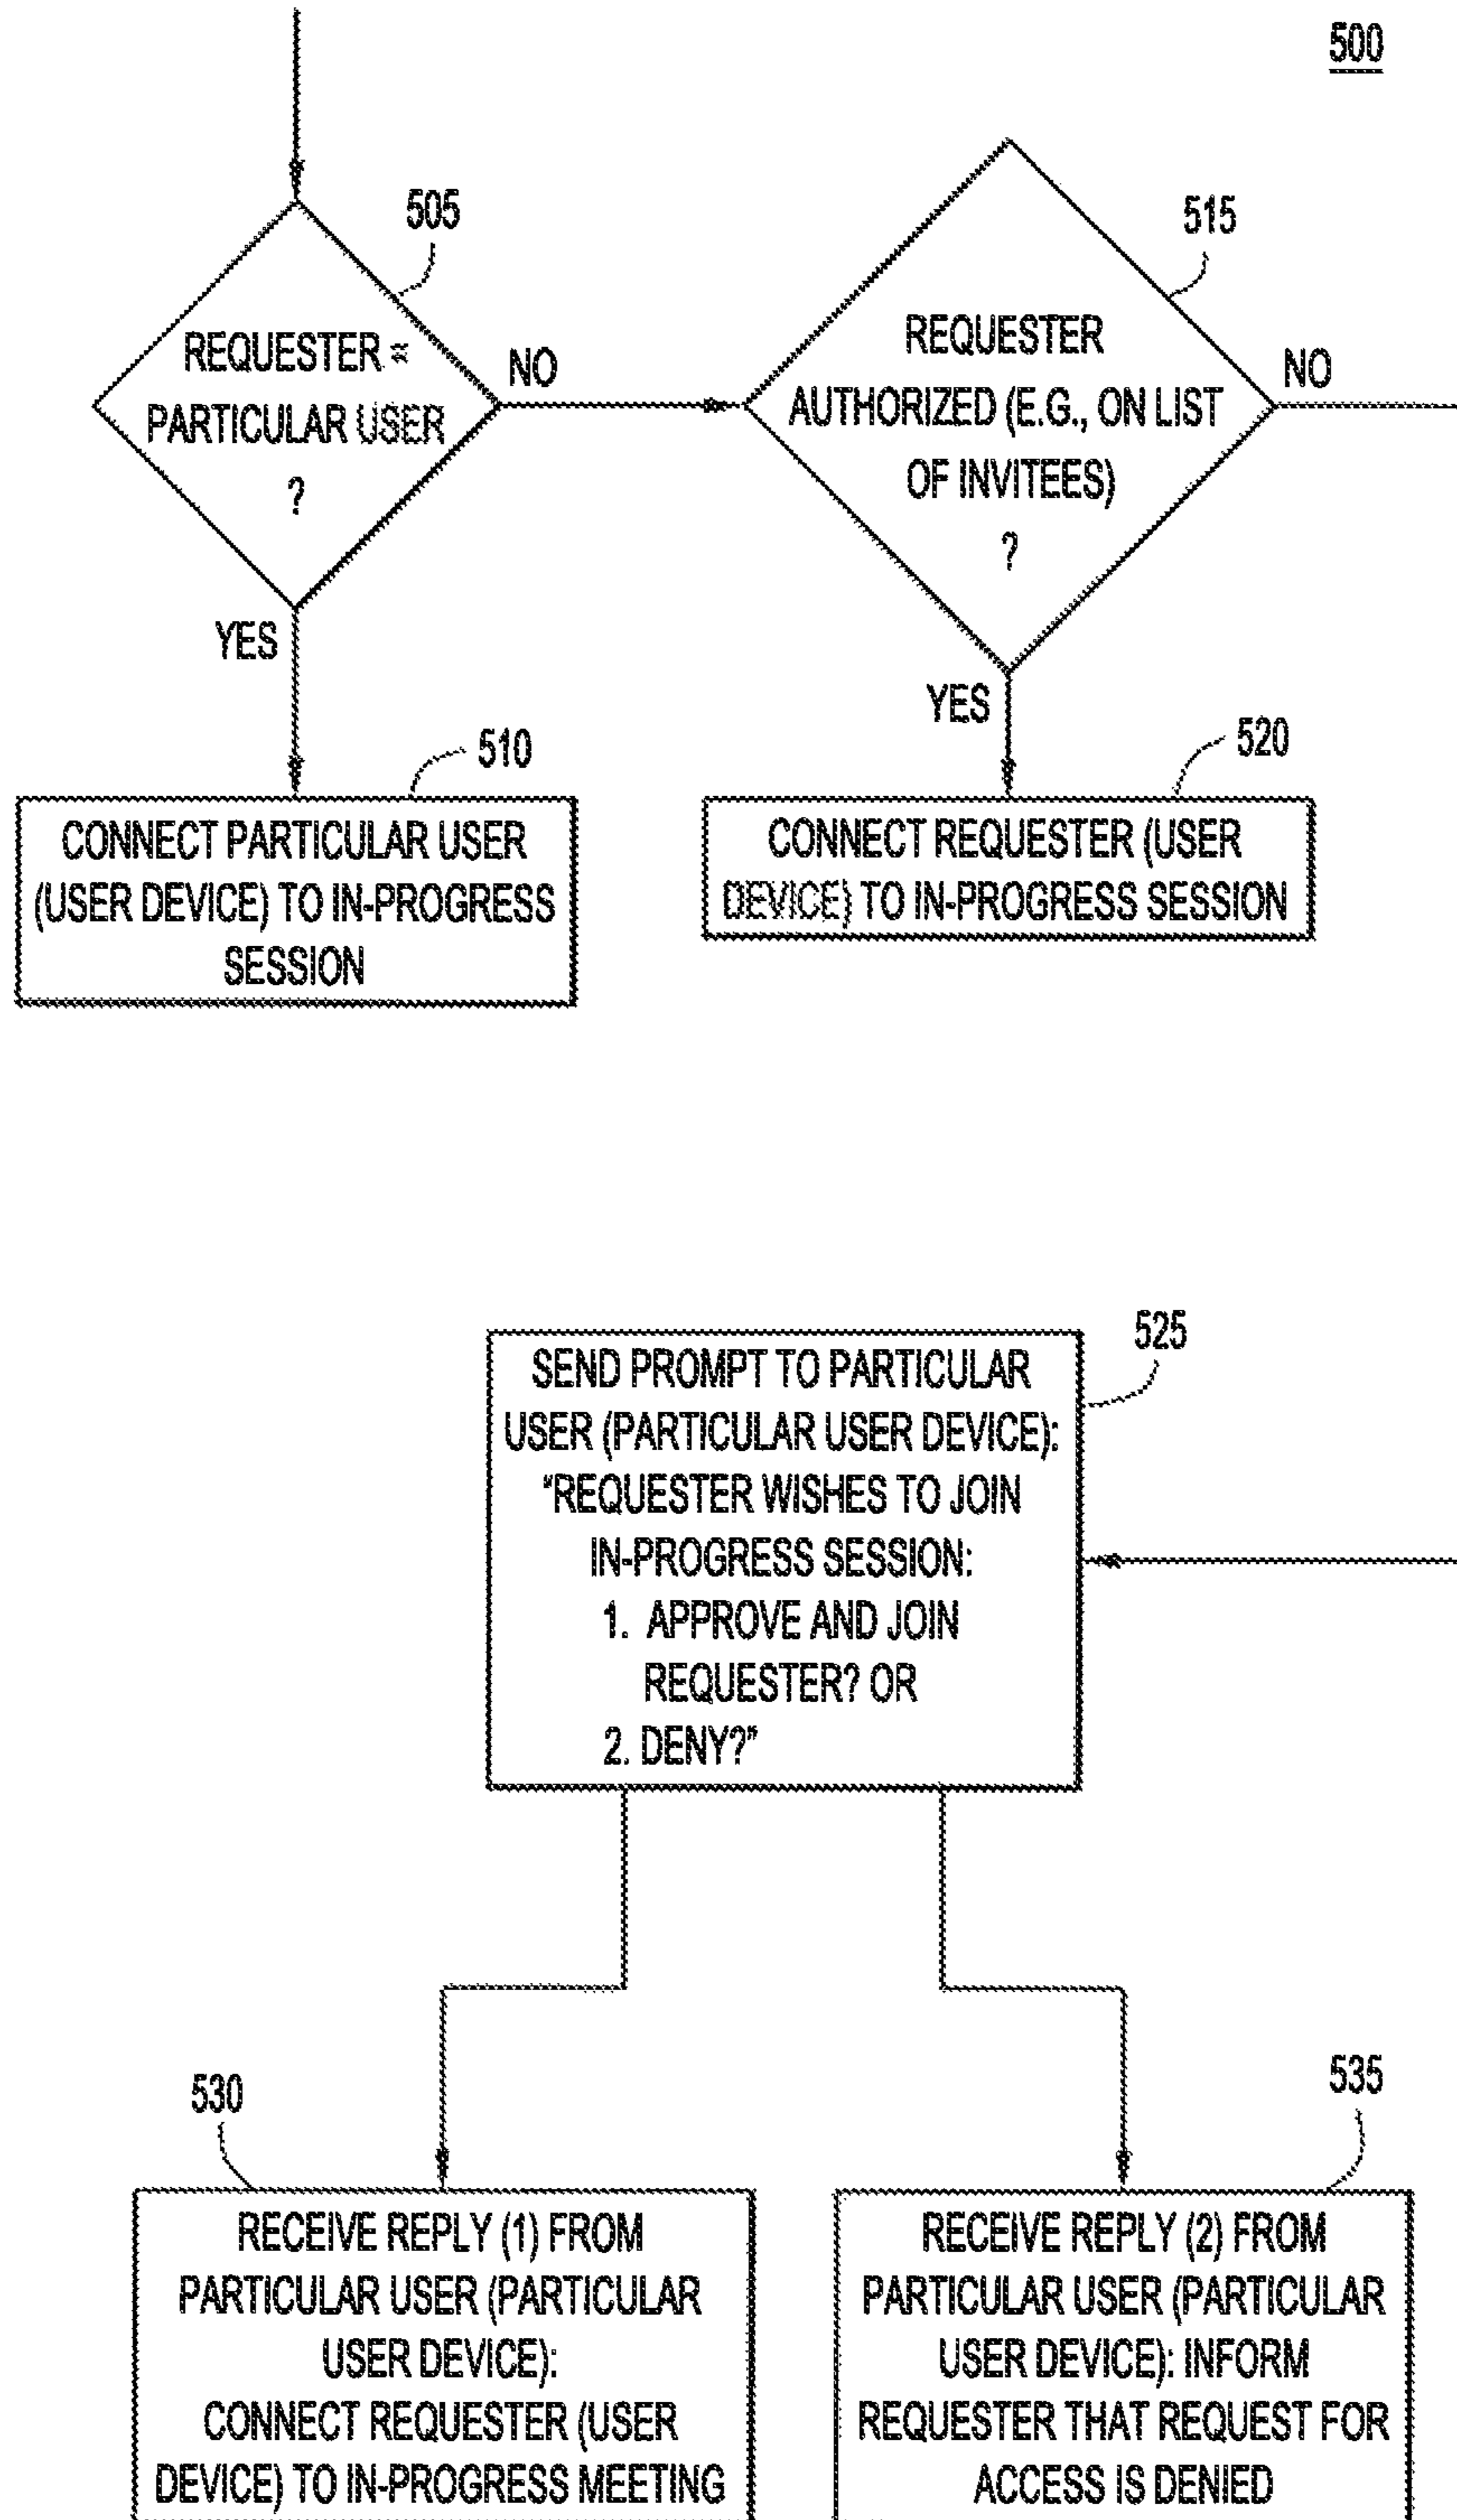 500
505
REQUESTER =
PARTICULAR USER
?
NO
YES
515
REQUESTER
AUTHORIZED (E.G., ON LIST
OF INVITEES)
?
NO
YES
510
CONNECT PARTICULAR USER
(USER DEVICE) TO IN-PROGRESS
SESSION
520
CONNECT REQUESTER (USER
DEVICE) TO IN-PROGRESS SESSION
525
SEND PROMPT TO PARTICULAR
USER (PARTICULAR USER DEVICE):
"REQUESTER WISHES TO JOIN
IN-PROGRESS SESSION:
1. APPROVE AND JOIN
REQUESTER? OR
2. DENY?"
530
RECEIVE REPLY (1) FROM
PARTICULAR USER (PARTICULAR
USER DEVICE):
CONNECT REQUESTER (USER
DEVICE) TO IN-PROGRESS MEETING
535
RECEIVE REPLY (2) FROM
PARTICULAR USER (PARTICULAR
USER DEVICE): INFORM
REQUESTER THAT REQUEST FOR
ACCESS IS DENIED